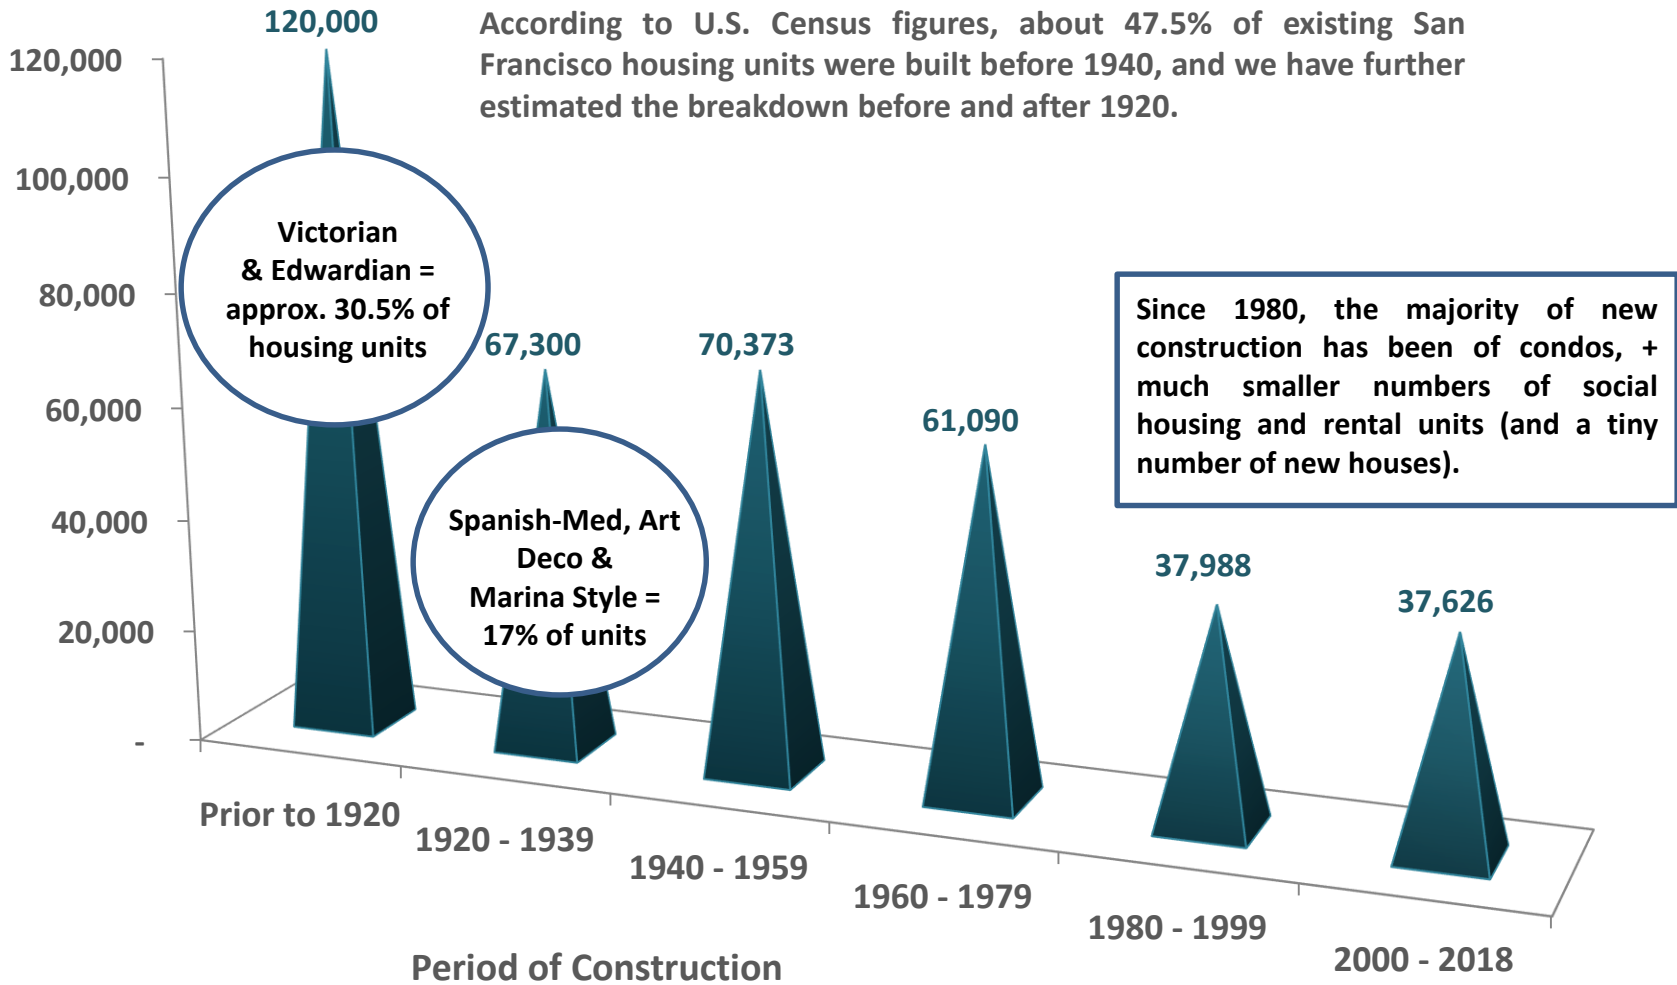 120,000
According to U.S. Census figures, about 47.5% of existing San
Francisco housing units were built before 1940, and we have further
estimated the breakdown before and after 1920.
120,000
100,000
80,000
60,000
40,000
20,000
-
Victorian
& Edwardian =
approx. 30.5% of
housing units
67,300
70,373
61,090
37,988
37,626
Since 1980, the majority of new
construction has been of condos, +
much smaller numbers of social
housing and rental units (and a tiny
number of new houses).
Spanish-Med, Art
Deco &
Marina Style =
17% of units
Prior to 1920
1920 - 1939
1940 - 1959
1960 - 1979
1980 - 1999
2000 - 2018
Period of Construction